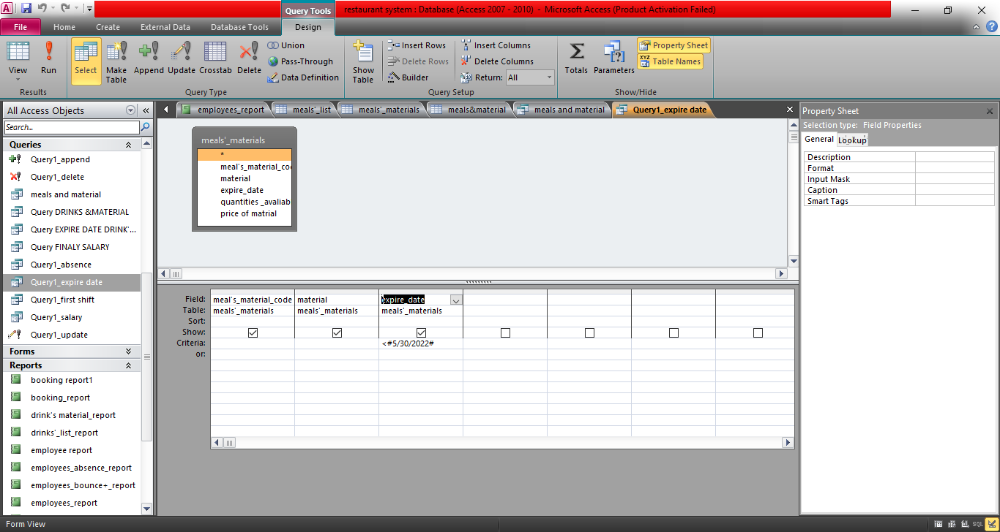 Query Tools
restaurant system : Database (Access 2007 - 2010) - Microsoft Access (Product Activation Failed)
File Home Create External Data Database Tools Design
View
Run
Results
Select
Make Table
Append
Update
Crosstab
Delete
Union
Pass-Through
Data Definition
Query Type
Show Table
Insert Rows
Delete Rows
Builder
Insert Columns
Delete Columns
Return: All
Query Setup
Totals
Parameters
Property Sheet
XYZ Table Names
Show/Hide
All Access Objects
Search...
Queries
Query1_append
Query1_delete
meals and material
Query DRINKS &MATERIAL
Query EXPIRE DATE DRINK'...
Query FINALY SALARY
Query1_absence
Query1_expire date
Query1_first shift
Query1_salary
Query1_update
Forms
Reports
booking report1
booking_report
drink's material_report
drinks'_list_report
employee report
employees_absence_report
employees_bounce+_report
employees_report
employees_report meals'_list meals'_materials meals&material meals and material Query1_expire date
meals'_materials
*
meal's_material_co
material
expire_date
quantities _avaliab
price of matrial
Field: meal's_material_code material expire_date
Table: meals'_materials meals'_materials meals'_materials
Sort:
Show:
Criteria: <#5/30/2022#
or:
Property Sheet
Selection type: Field Properties
General Lookup
Description
Format
Input Mask
Caption
Smart Tags
Form View
SQL